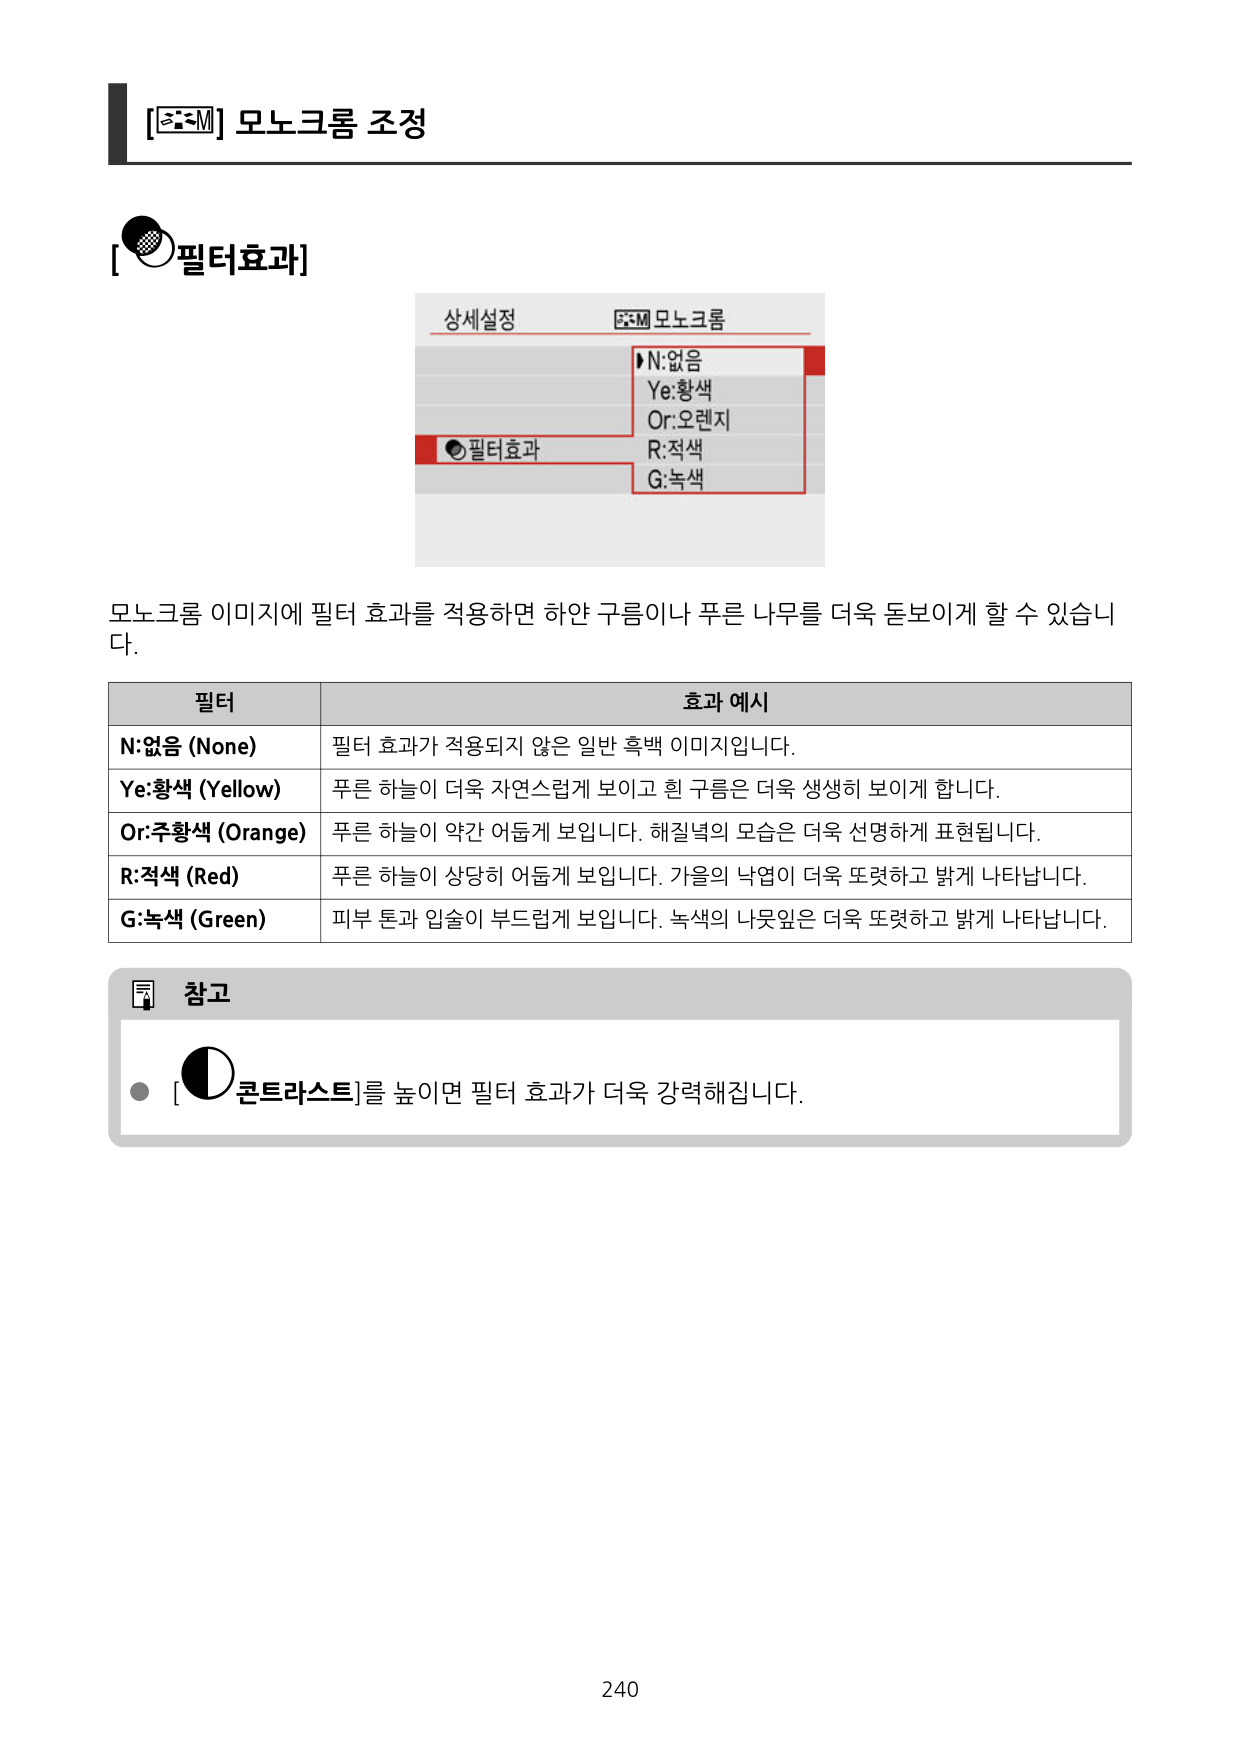 [M] 모노크롬 조정
[필터효과]
상세설정 M 모노크롬
N:없음
Ye:황색
Or:오렌지
필터효과 R:적색
G:녹색
모노크롬 이미지에 필터 효과를 적용하면 하얀 구름이나 푸른 나무를 더욱 돋보이게 할 수 있습니
다.
필터 효과 예시
N:없음 (None) 필터 효과가 적용되지 않은 일반 흑백 이미지입니다.
Ye:황색 (Yellow) 푸른 하늘이 더욱 자연스럽게 보이고 흰 구름은 더욱 생생히 보이게 합니다.
Or:주황색 (Orange) 푸른 하늘이 약간 어둡게 보입니다. 해질녘의 모습은 더욱 선명하게 표현됩니다.
R:적색 (Red) 푸른 하늘이 상당히 어둡게 보입니다. 가을의 낙엽이 더욱 또렷하고 밝게 나타납니다.
G:녹색 (Green) 피부 톤과 입술이 부드럽게 보입니다. 녹색의 나뭇잎은 더욱 또렷하고 밝게 나타납니다.
참고
[콘트라스트]를 높이면 필터 효과가 더욱 강력해집니다.
240